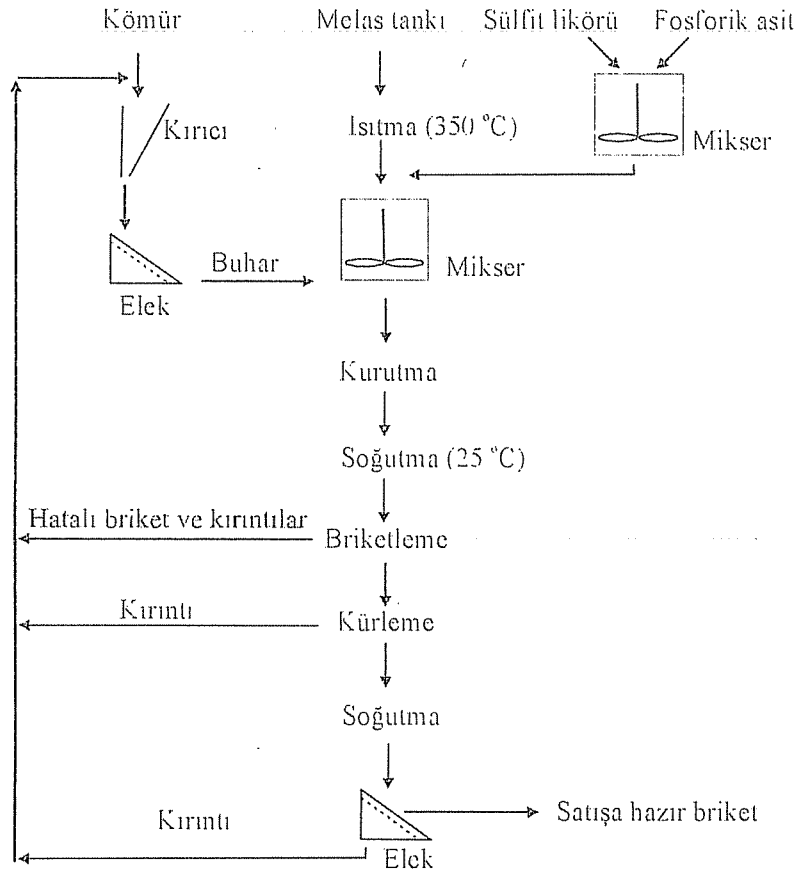 Kömür
Melas tankı
Sülfit likörü
Fosforik asit
Kırıcı
Isıtma (350 °C)
Mikser
Buhar
Mikser
Elek
Kurutma
Soğutma (25 °C)
Hatalı briket ve kırıntılar
Briketleme
Kırıntı
Kürleme
Soğutma
Kırıntı
Satışa hazır briket
Elek